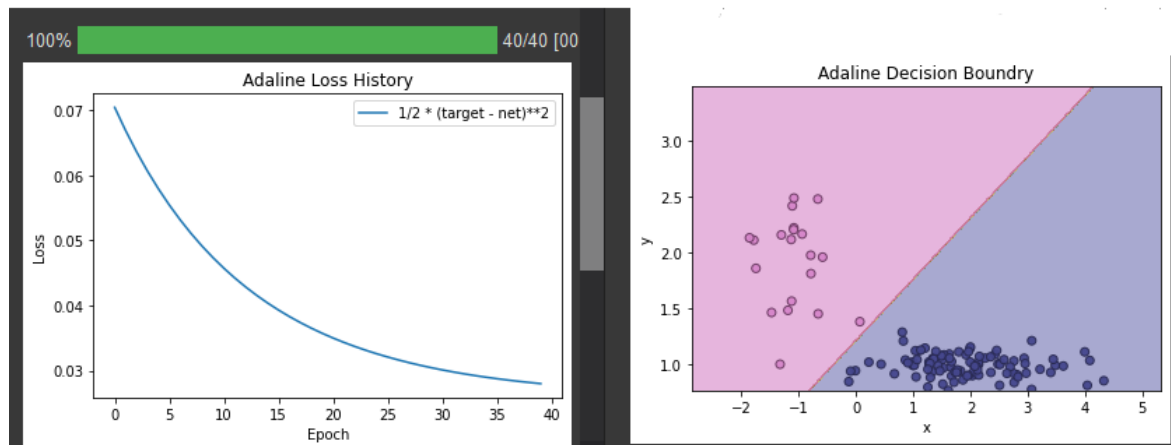 100% 40/40 [00
Adaline Loss History
1/2 * (target - net)**2
0.07
0.06
0.05
0.04
0.03
Loss
0 5 10 15 20 25 30 35 40
Epoch
Adaline Decision Boundry
3.0
2.5
2.0
1.5
1.0
y
−2 −1 0 1 2 3 4 5
x